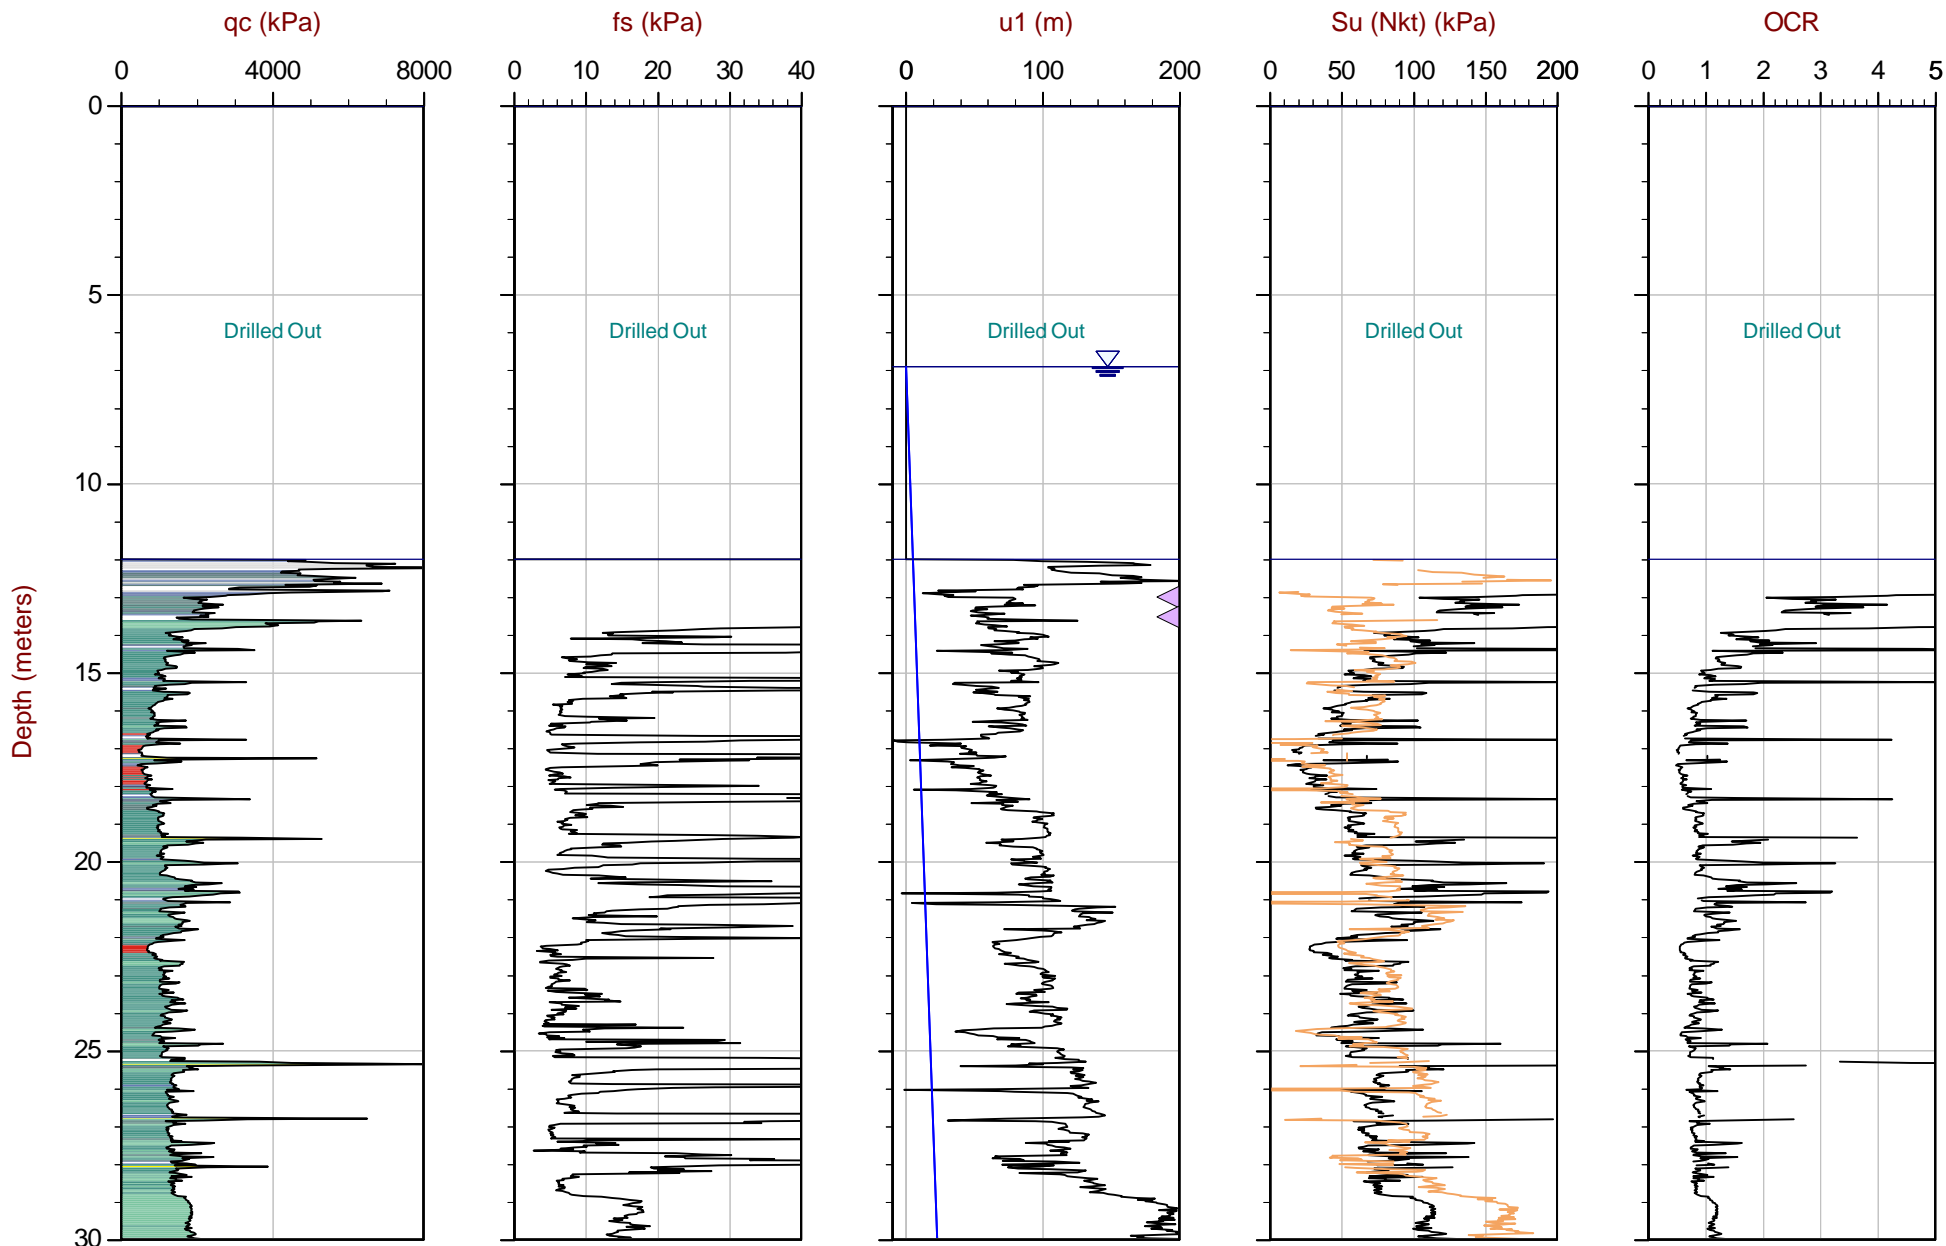 qc (kPa) fs (kPa) u1 (m) Su (Nkt) (kPa) OCR
0 4000 8000 0 10 20 30 40 0 100 200 0 50 100 150 200 0 1 2 3 4 5
0
5
Drilled Out Drilled Out Drilled Out Drilled Out Drilled Out
10
Depth (meters)
15
20
25
30